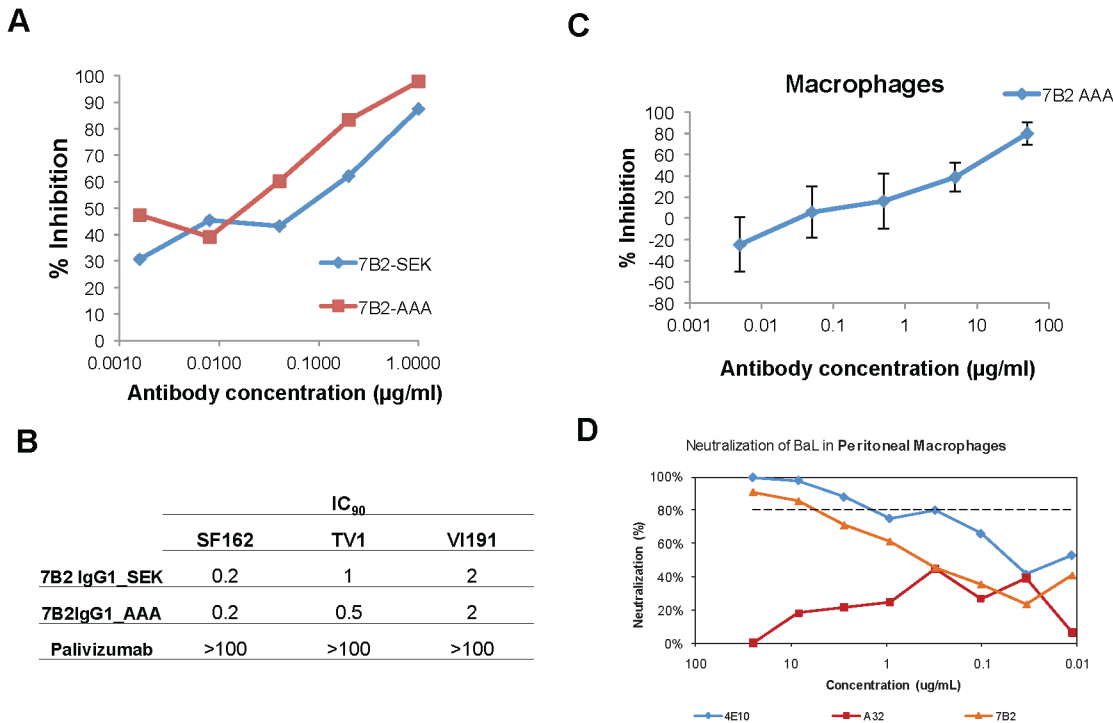 A
100
90
80
70
60
50
40
30
20
10
0
% Inhibition
7B2-SEK
7B2-AAA
0.0010 0.0100 0.1000 1.0000
Antibody concentration (µg/ml)
C
Macrophages
7B2 AAA
100
80
60
40
20
0
-20
-40
-60
-80
% Inhibition
0.001 0.01 0.1 1 10 100
Antibody concentration (µg/ml)
B
IC90
SF162 TV1 VI191
7B2 IgG1_SEK 0.2 1 2
7B2IgG1_AAA 0.2 0.5 2
Palivizumab >100 >100 >100
D
Neutralization of BaL in Peritoneal Macrophages
100%
80%
60%
40%
20%
0%
Neutralization (%)
100 10 1 0.1 0.01
Concentration (ug/mL)
4E10 A32 7B2